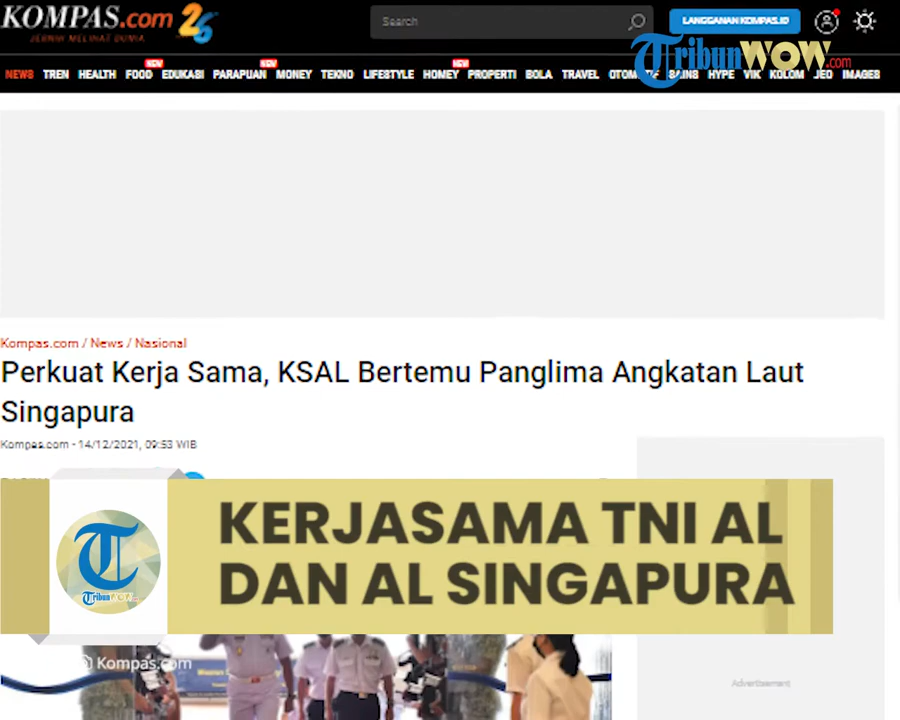 KOMPAS.com 26
JERNIH MELIHAT DUNIA
Search
LANGGANAN KOMPAS.ID
TribunWOW.com
NEWS TREN HEALTH FOOD NEW EDUKASI PARAPUAN NEW MONEY TEKNO LIFESTYLE HOMEY NEW PROPERTI BOLA TRAVEL SAINS HYPE VIK KOLOM JEO IMAGES
Kompas.com / News / Nasional
Perkuat Kerja Sama, KSAL Bertemu Panglima Angkatan Laut
Singapura
Kompas.com - 14/12/2021, 09:53 WIB
KERJASAMA TNI AL
DAN AL SINGAPURA
TribunWOW
Kompas.com
Advertisement